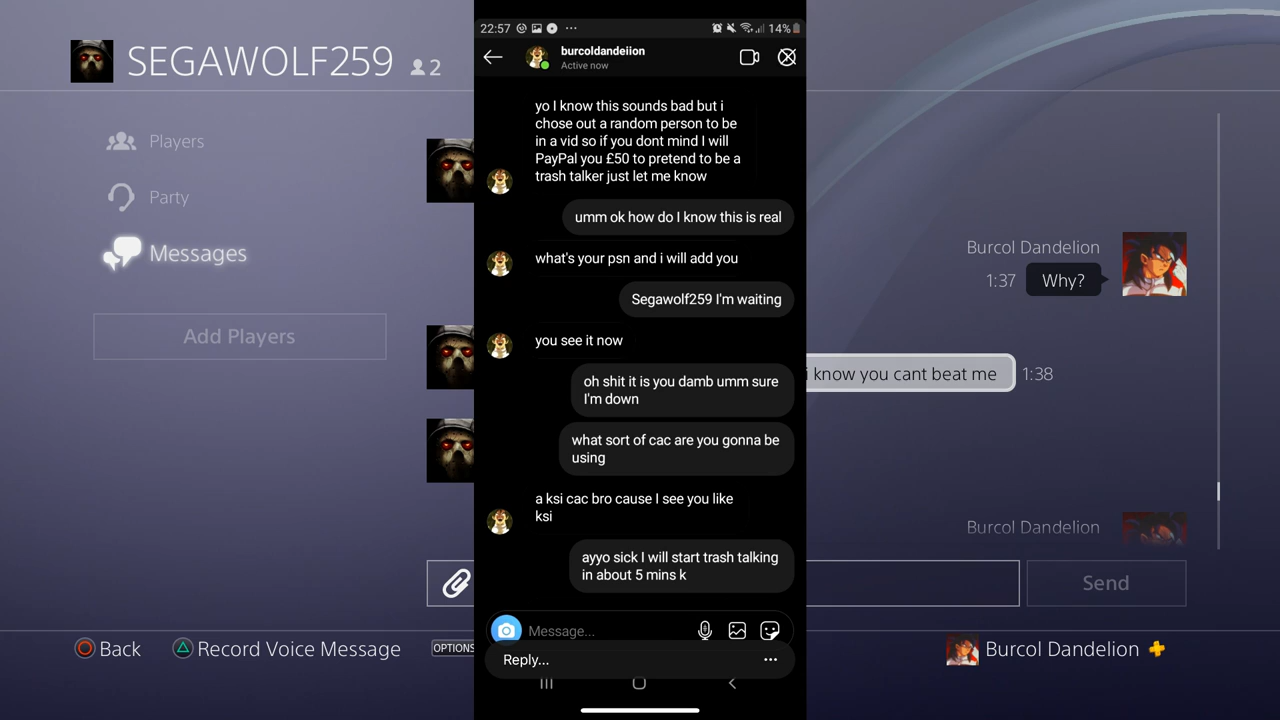 SEGAWOLF259
2
Players
Party
Messages
Add Players
22:57
14%
burcoldandeiion
Active now
yo I know this sounds bad but i
chose out a random person to be
in a vid so if you dont mind I will
PayPal you £50 to pretend to be a
trash talker just let me know
umm ok how do I know this is real
what's your psn and i will add you
Segawolf259 I'm waiting
you see it now
oh shit it is you damb umm sure
I'm down
what sort of cac are you gonna be
using
a ksi cac bro cause I see you like
ksi
ayyo sick I will start trash talking
in about 5 mins k
Message...
Reply...
Burcol Dandelion
1:37
Why?
i know you cant beat me
1:38
Burcol Dandelion
Send
Back
Record Voice Message
OPTIONS
Burcol Dandelion